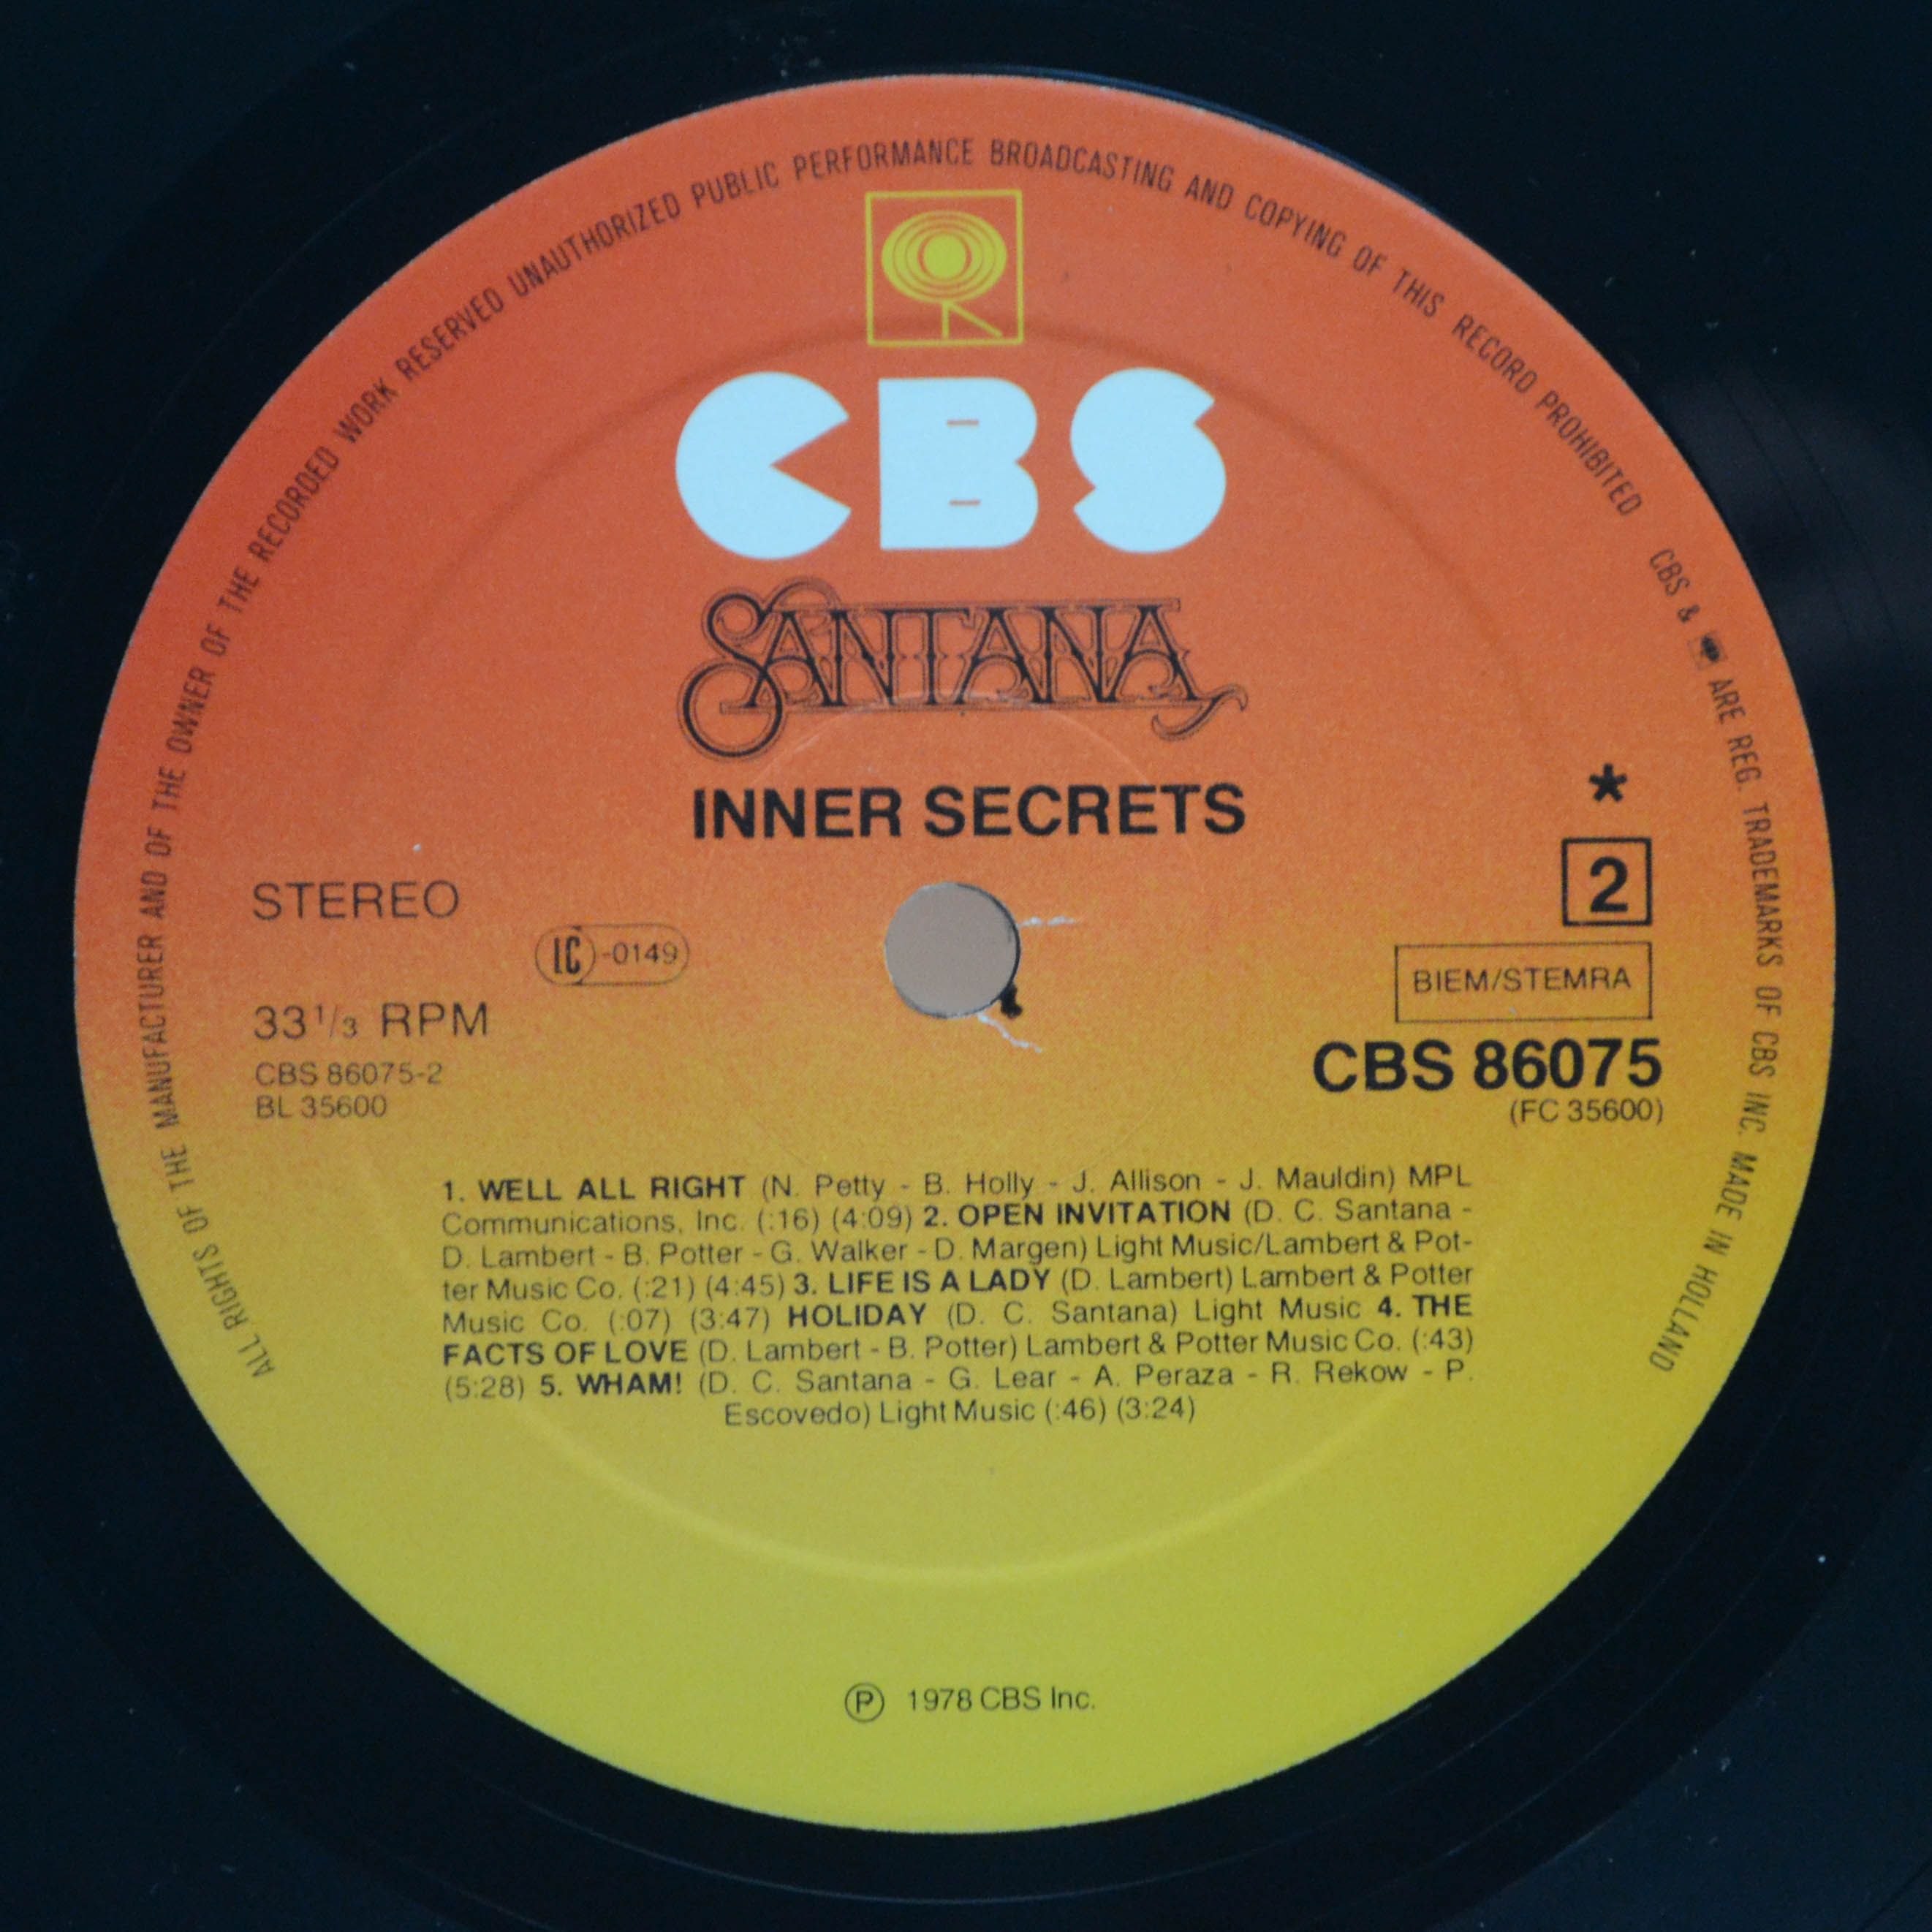 ALL RIGHTS OF THE MANUFACTURER AND OF THE OWNER OF THE RECORDED WORK RESERVED UNAUTHORIZED PUBLIC PERFORMANCE BROADCASTING AND COPYING OF THIS RECORD PROHIBITED
CBS & ARE REG. TRADEMARKS OF CBS INC. MADE IN HOLLAND
CBS
SANTANA
INNER SECRETS
*
STEREO
2
LC-0149
BIEM/STEMRA
33 1/3 RPM
CBS 86075
CBS 86075-2
(FC 35600)
BL 35600
1. WELL ALL RIGHT (N. Petty - B. Holly - J. Allison - J. Mauldin) MPL
Communications, Inc. (:16) (4:09) 2. OPEN INVITATION (D. C. Santana -
D. Lambert - B. Potter - G. Walker - D. Margen) Light Music/Lambert & Pot-
ter Music Co. (:21) (4:45) 3. LIFE IS A LADY (D. Lambert) Lambert & Potter
Music Co. (:07) (3:47) HOLIDAY (D. C. Santana) Light Music 4. THE
FACTS OF LOVE (D. Lambert - B. Potter) Lambert & Potter Music Co. (:43)
(5:28) 5. WHAM! (D. C. Santana - G. Lear - A. Peraza - R. Rekow - P.
Escovedo) Light Music (:46) (3:24)
Ⓟ 1978 CBS Inc.